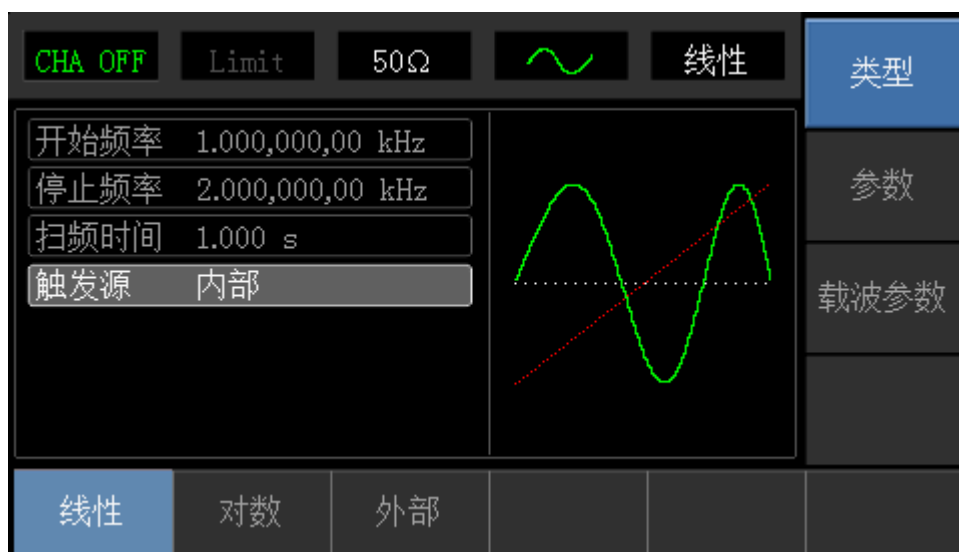 CHA OFF Limit 50Ω 线性 类型
开始频率 1.000,000,00 kHz
停止频率 2.000,000,00 kHz
参数
扫频时间 1.000 s
触发源 内部
载波参数
线性 对数 外部